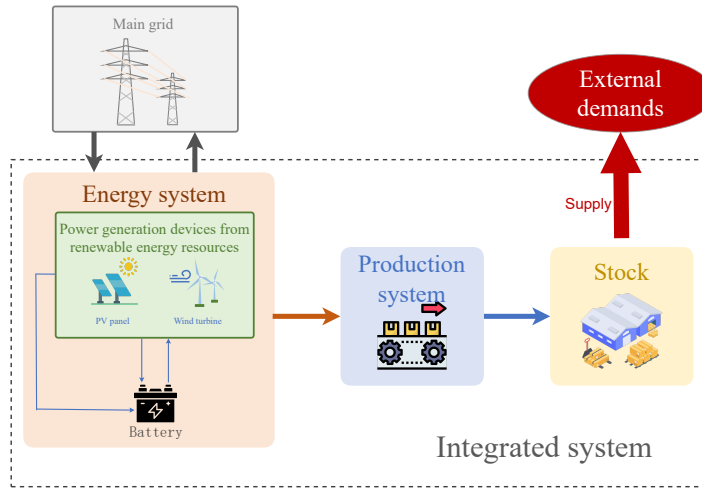 Main grid
External
demands
Supply
Energy system
Power generation devices from
renewable energy resources
PV panel
Wind turbine
Battery
Production
system
Stock
Integrated system